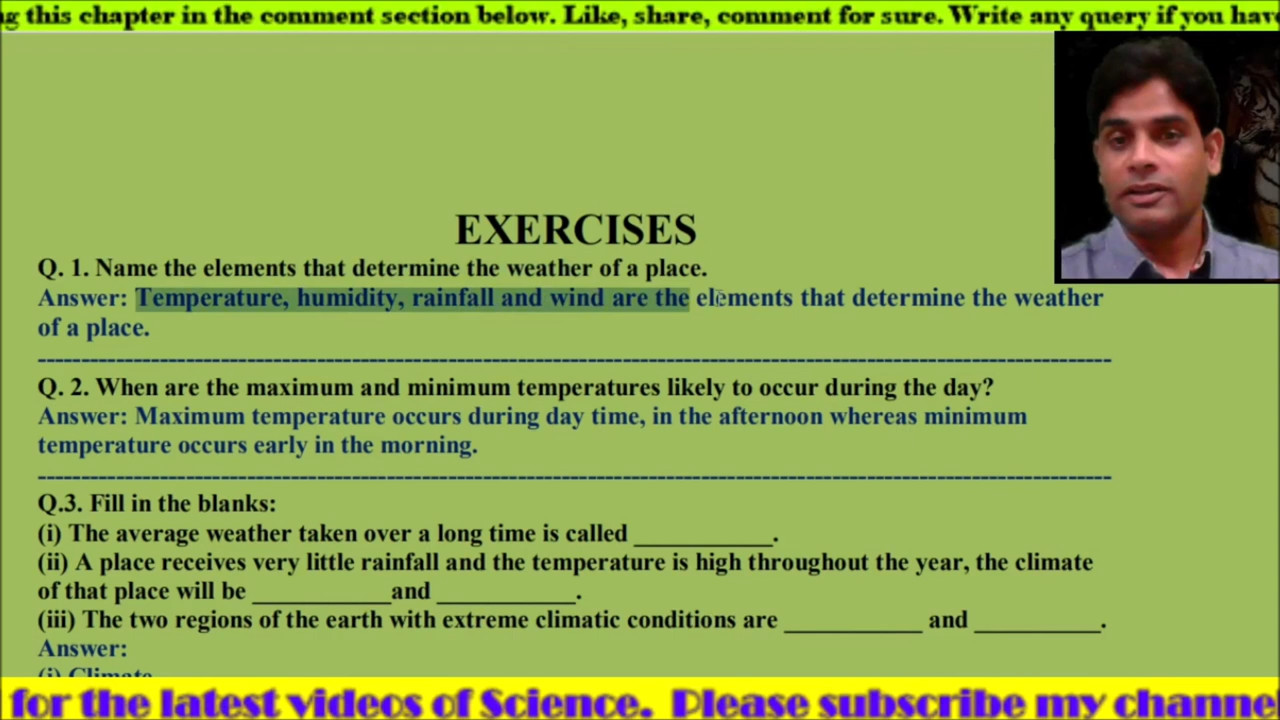 g this chapter in the comment section below. Like, share, comment for sure. Write any query if you hav
EXERCISES
Q. 1. Name the elements that determine the weather of a place.
Answer: Temperature, humidity, rainfall and wind are the elements that determine the weather
of a place.
Q. 2. When are the maximum and minimum temperatures likely to occur during the day?
Answer: Maximum temperature occurs during day time, in the afternoon whereas minimum
temperature occurs early in the morning.
Q.3. Fill in the blanks:
(i) The average weather taken over a long time is called ___________.
(ii) A place receives very little rainfall and the temperature is high throughout the year, the climate
of that place will be ___________and ___________.
(iii) The two regions of the earth with extreme climatic conditions are ___________ and __________.
Answer:
(i) Climate
for the latest videos of Science. Please subscribe my channe